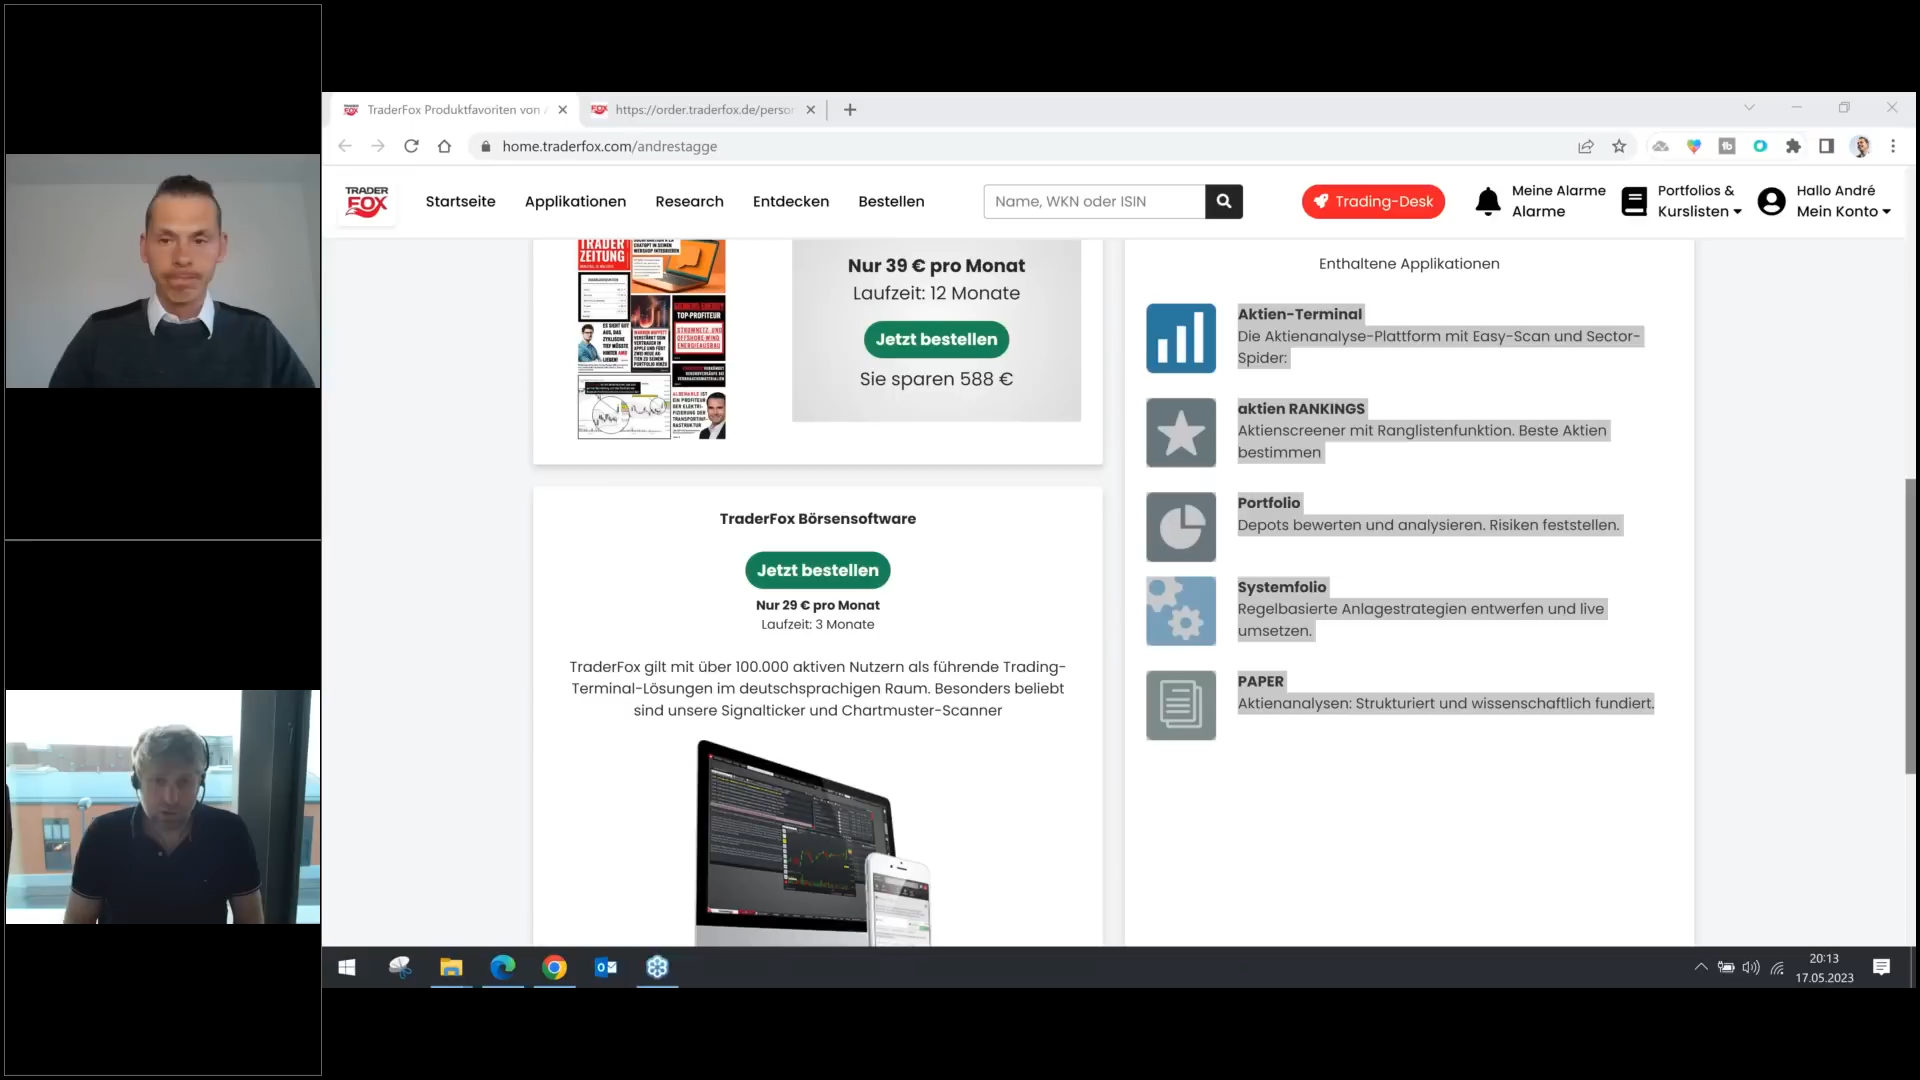 TraderFox Produktfavoriten von
https://order.traderfox.de/perso
home.traderfox.com/andrestagge
TRADER
FOX
Startseite
Applikationen
Research
Entdecken
Bestellen
Name, WKN oder ISIN
Trading-Desk
Meine Alarme
Alarme
Portfolios &
Kurslisten
Hallo André
Mein Konto
TRADER
ZEITUNG
TOP-PROFITEUR
Nur 39 € pro Monat
Laufzeit: 12 Monate
Jetzt bestellen
Sie sparen 588 €
TraderFox Börsensoftware
Jetzt bestellen
Nur 29 € pro Monat
Laufzeit: 3 Monate
TraderFox gilt mit über 100.000 aktiven Nutzern als führende Trading-
Terminal-Lösungen im deutschsprachigen Raum. Besonders beliebt
sind unsere Signalticker und Chartmuster-Scanner
Enthaltene Applikationen
Aktien-Terminal
Die Aktienanalyse-Plattform mit Easy-Scan und Sector-
Spider:
aktien RANKINGS
Aktienscreener mit Ranglistenfunktion. Beste Aktien
bestimmen
Portfolio
Depots bewerten und analysieren. Risiken feststellen.
Systemfolio
Regelbasierte Anlagestrategien entwerfen und live
umsetzen.
PAPER
Aktienanalysen: Strukturiert und wissenschaftlich fundiert.
20:13
17.05.2023